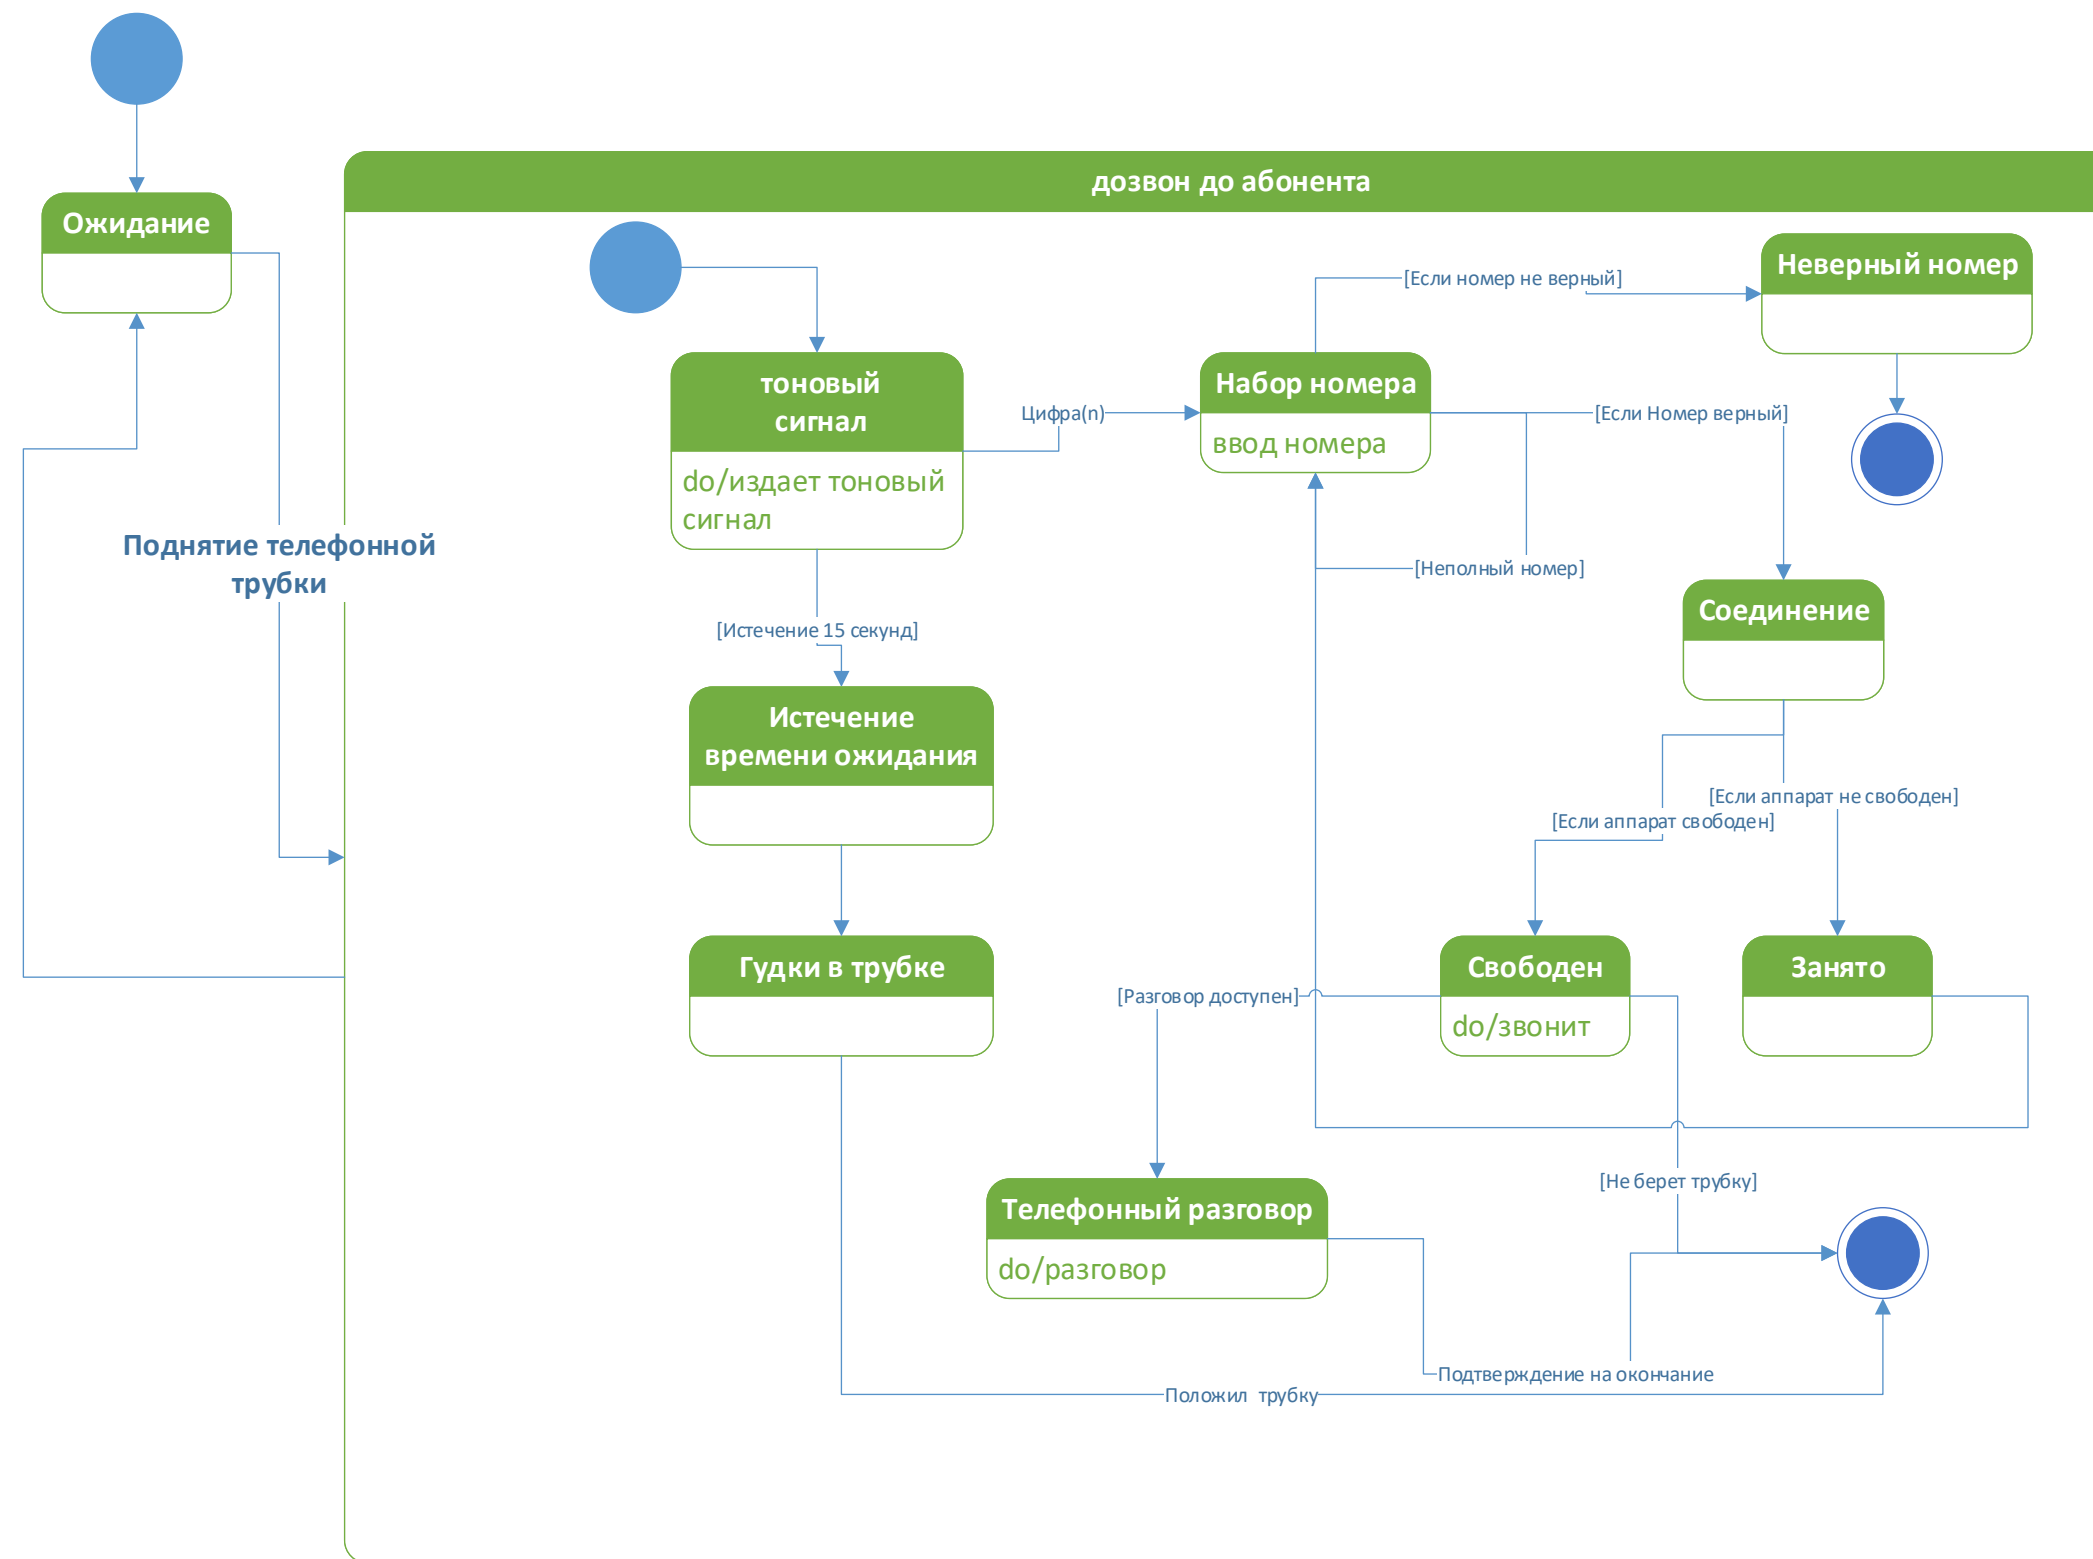 дозвон до абонента
Ожидание
Неверный номер
[Если номер не верный]
тоновый
сигнал
Набор номера
Цифра(n)
[Если Номер верный]
ввод номера
do/издает тоновый
сигнал
Поднятие телефонной
трубки
[Неполный номер]
Соединение
[Истечение 15 секунд]
Истечение
времени ожидания
[Если аппарат не свободен]
[Если аппарат свободен]
Гудки в трубке
Свободен
Занято
[Разговор доступен]
do/звонит
[Не берет трубку]
Телефонный разговор
do/разговор
Подтверждение на окончание
Положил трубку